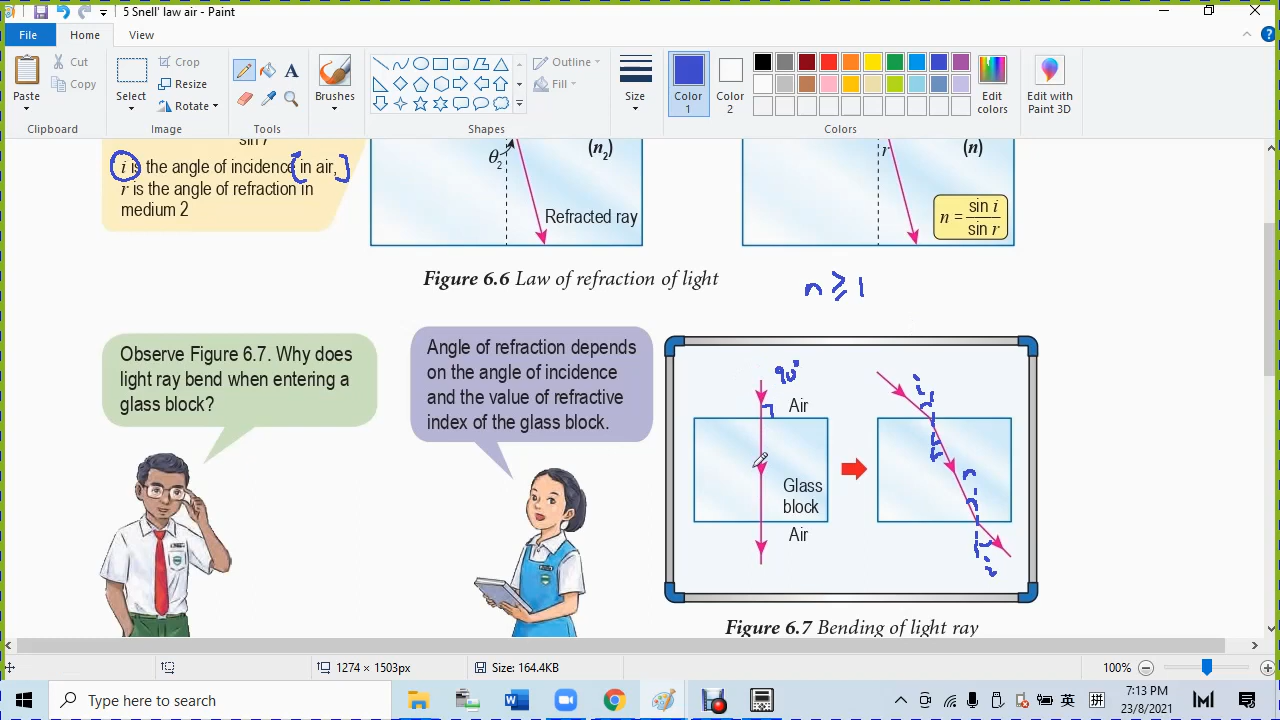 5 Snell' law air - Paint
File
Home
View
Paste
Cut
Copy
Clipboard
Select
Crop
Resize
Rotate
Image
A
Tools
Brushes
Shapes
Outline
Fill
Size
Color 1
Color 2
Edit colors
Colors
Edit with Paint 3D
sin r
i is the angle of incidence in air,
r is the angle of refraction in
medium 2
θ2
(n2)
Refracted ray
r
(n)
n = sin i
sin r
Figure 6.6 Law of refraction of light
n ≥ 1
Observe Figure 6.7. Why does
light ray bend when entering a
glass block?
Angle of refraction depends
on the angle of incidence
and the value of refractive
index of the glass block.
90°
Air
Glass
block
Air
i
r
r
i
Figure 6.7 Bending of light ray
1274 × 1503px
Size: 164.4KB
100%
Type here to search
英
拼
7:13 PM
23/8/2021